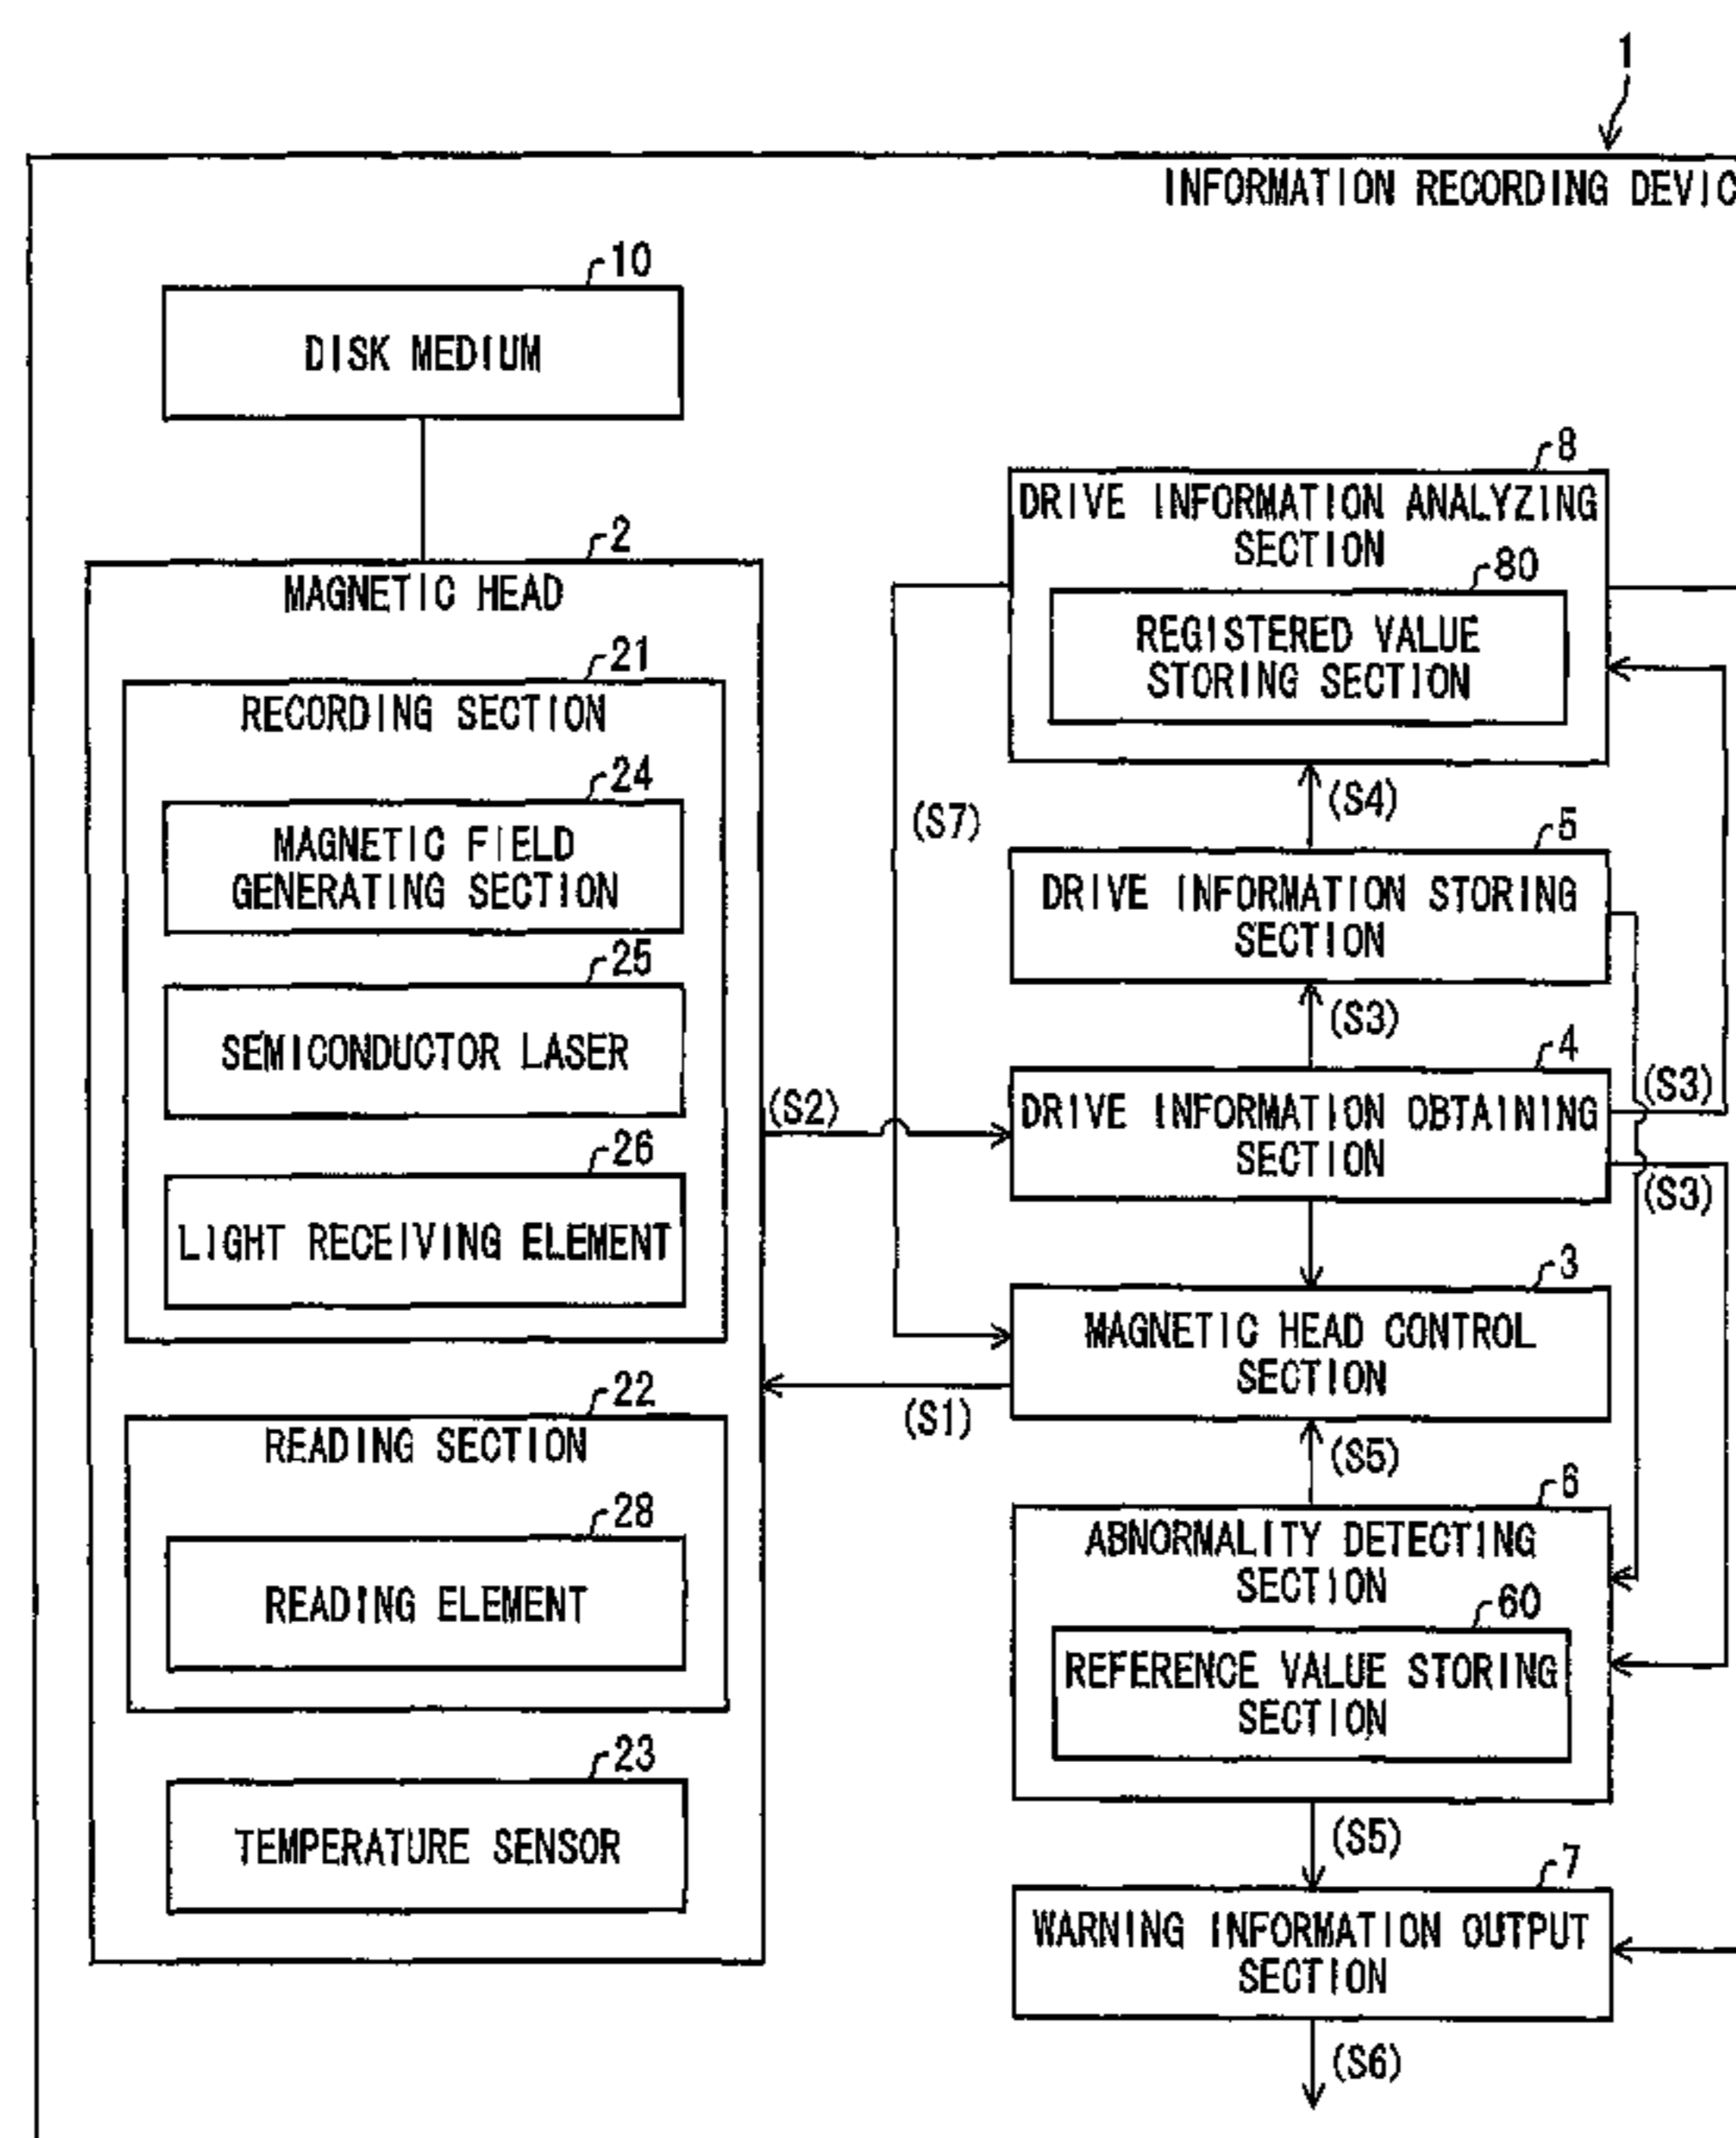 1
INFORMATION RECORDING DEVIC
10
DISK MEDIUM
2
MAGNETIC HEAD
21
RECORDING SECTION
24
MAGNETIC FIELD
GENERATING SECTION
25
SEMICONDUCTOR LASER
26
LIGHT RECEIVING ELEMENT
22
READING SECTION
28
READING ELEMENT
23
TEMPERATURE SENSOR
(S2)
(S1)
(S7)
8
DRIVE INFORMATION ANALYZING
SECTION
80
REGISTERED VALUE
STORING SECTION
(S4)
5
DRIVE INFORMATION STORING
SECTION
(S3)
4
DRIVE INFORMATION OBTAINING
SECTION
(S3)
(S3)
3
MAGNETIC HEAD CONTROL
SECTION
(S5)
6
ABNORMALITY DETECTING
SECTION
60
REFERENCE VALUE STORING
SECTION
(S5)
7
WARNING INFORMATION OUTPUT
SECTION
(S6)